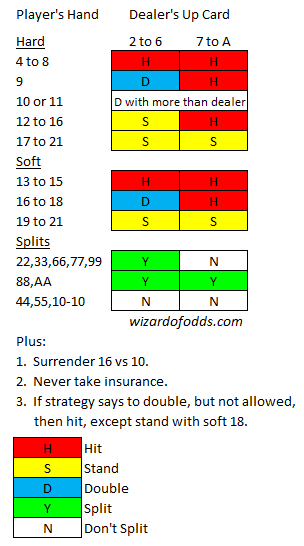 Player's Hand Dealer's Up Card
Hard 2 to 6 7 to A
4 to 8 H H
9 D H
10 or 11 D with more than dealer
12 to 16 S H
17 to 21 S S
Soft
13 to 15 H H
16 to 18 D H
19 to 21 S S
Splits
22,33,66,77,99 Y N
88,AA Y Y
44,55,10-10 N N
wizardofodds.com
Plus:
1. Surrender 16 vs 10.
2. Never take insurance.
3. If strategy says to double, but not allowed,
then hit, except stand with soft 18.
H Hit
S Stand
D Double
Y Split
N Don't Split